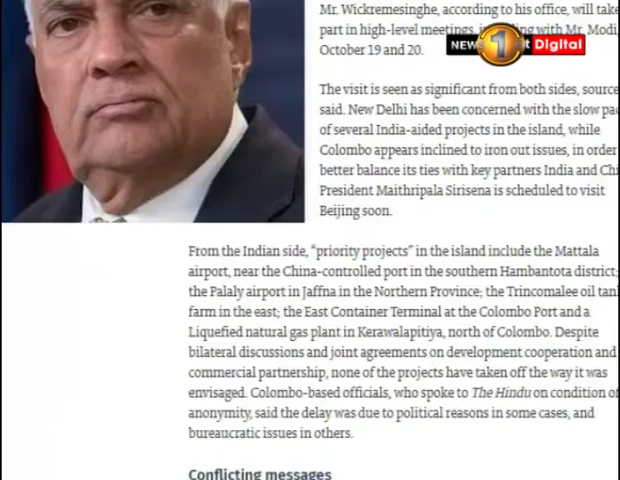 Mr. Wickremesinghe, according to his office, will take
part in high-level meetings, with Mr. Modi,
October 19 and 20.
NEWS 1st Digital
The visit is seen as significant from both sides, source
said. New Delhi has been concerned with the slow pa
of several India-aided projects in the island, while
Colombo appears inclined to iron out issues, in order
better balance its ties with key partners India and Chi
President Maithripala Sirisena is scheduled to visit
Beijing soon.
From the Indian side, “priority projects” in the island include the Mattala
airport, near the China-controlled port in the southern Hambantota district;
the Palaly airport in Jaffna in the Northern Province; the Trincomalee oil tan
farm in the east; the East Container Terminal at the Colombo Port and a
Liquefied natural gas plant in Kerawalapitiya, north of Colombo. Despite
bilateral discussions and joint agreements on development cooperation and
commercial partnership, none of the projects have taken off the way it was
envisaged. Colombo-based officials, who spoke to The Hindu on condition of
anonymity, said the delay was due to political reasons in some cases, and
bureaucratic issues in others.
Conflicting messages